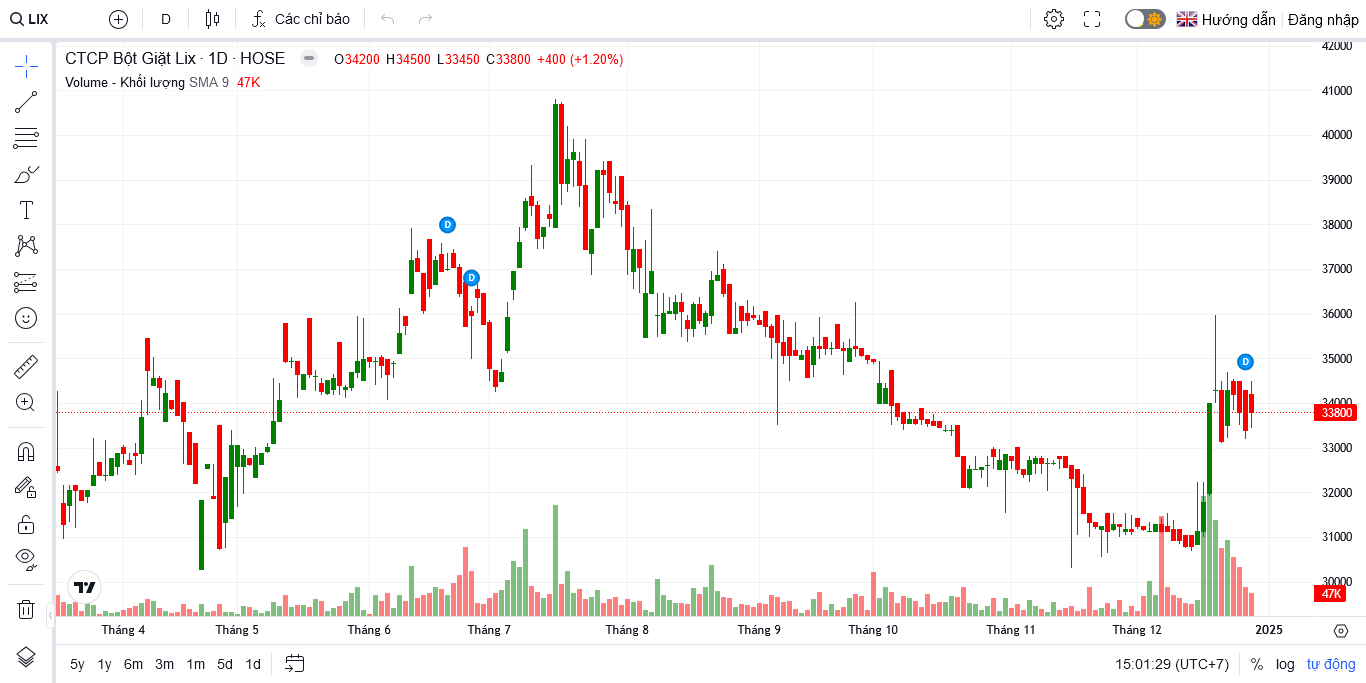 LIX D Các chỉ báo Hướng dẫn Đăng nhập
CTCP Bột Giặt Lix · 1D · HOSE O34200 H34500 L33450 C33800 +400 (+1.20%)
Volume - Khối lượng SMA 9 47K
42000
41000
40000
39000
38000
37000
36000
35000
34000
33800
33000
32000
31000
30000
47K
D
D
D
Tháng 4 Tháng 5 Tháng 6 Tháng 7 Tháng 8 Tháng 9 Tháng 10 Tháng 11 Tháng 12 2025
5y 1y 6m 3m 1m 5d 1d 15:01:29 (UTC+7) % log tự động